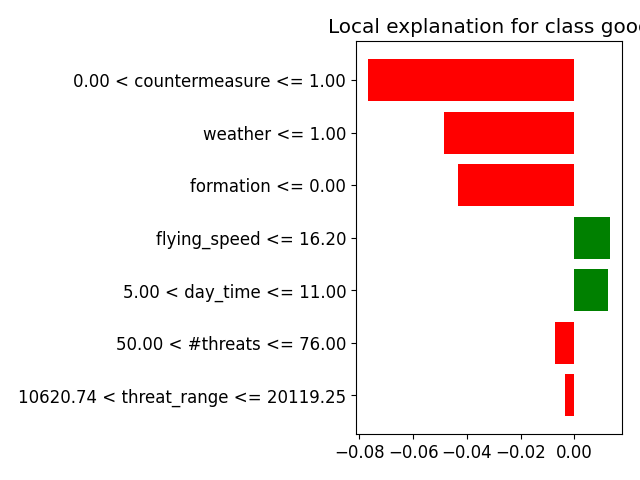 Local explanation for class goo
0.00 < countermeasure <= 1.00
weather <= 1.00
formation <= 0.00
flying_speed <= 16.20
5.00 < day_time <= 11.00
50.00 < #threats <= 76.00
10620.74 < threat_range <= 20119.25
−0.08 −0.06 −0.04 −0.02 0.00